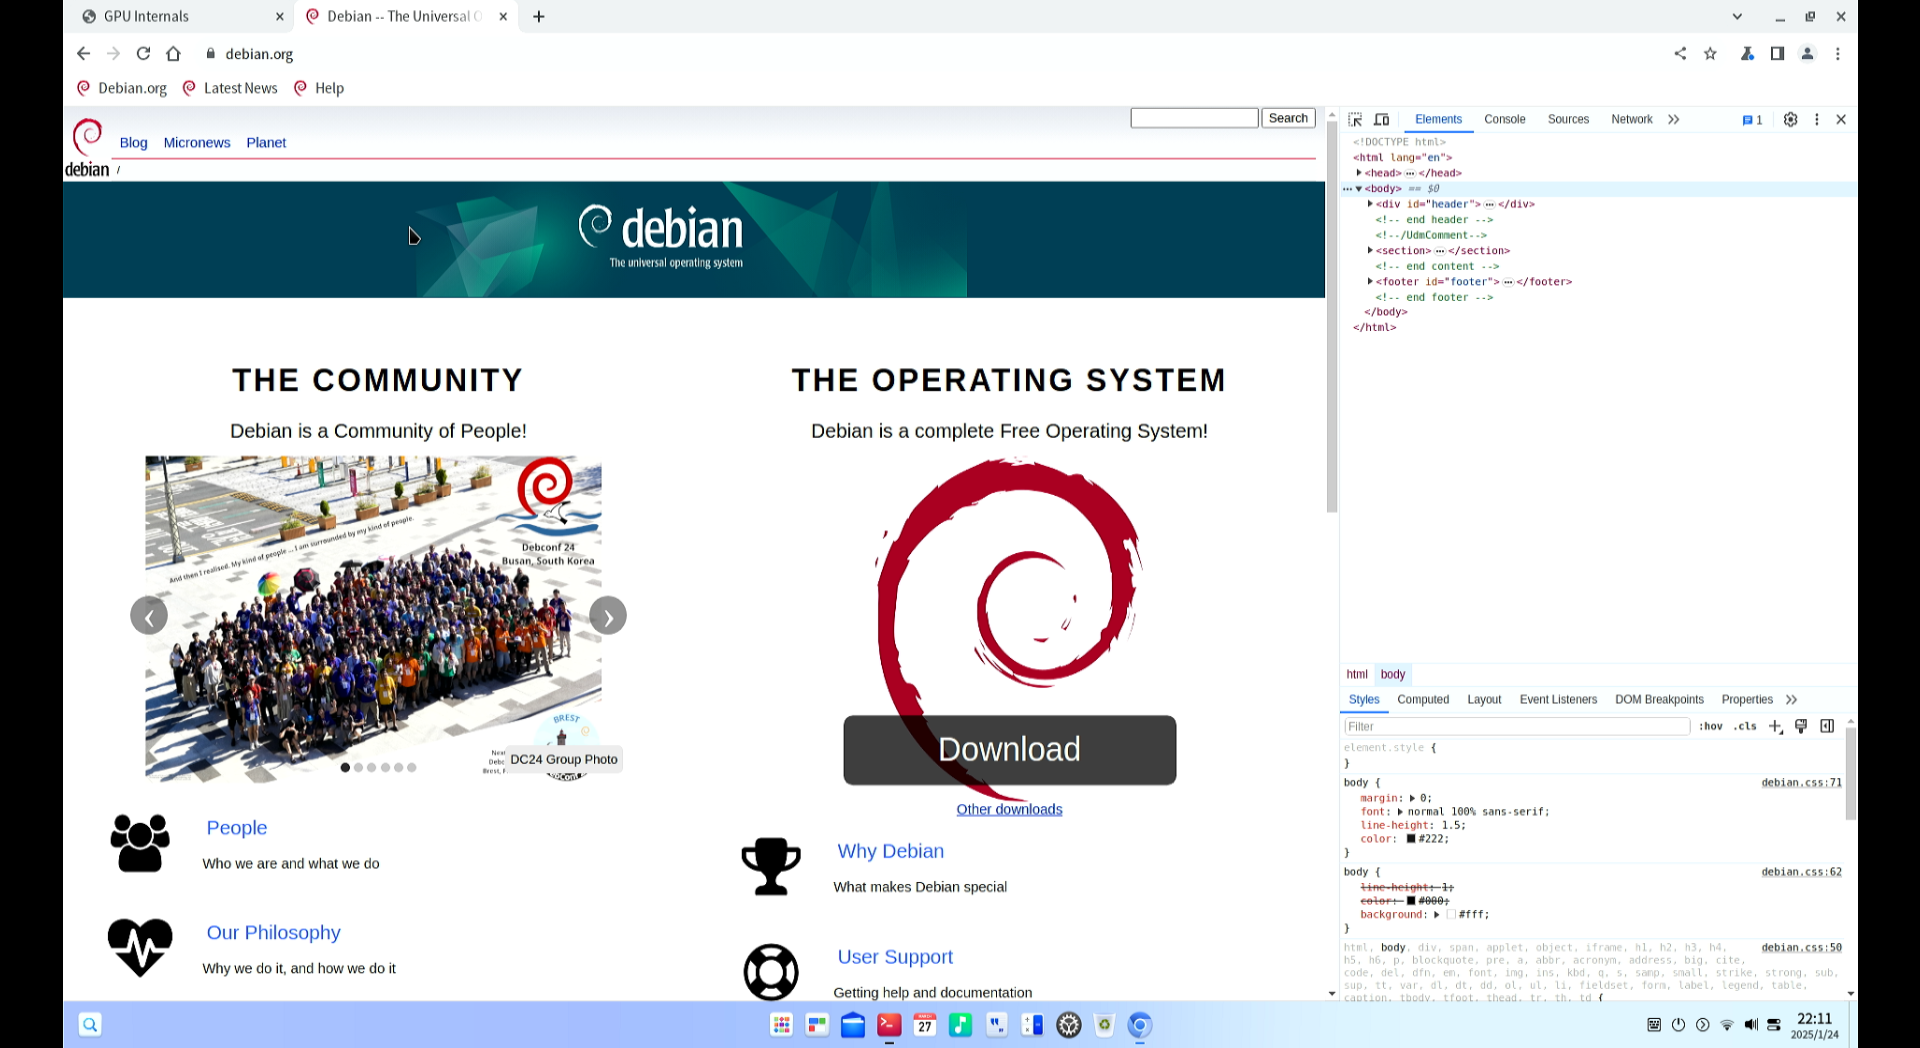 GPU Internals
Debian -- The Universal O
debian.org
Debian.org
Latest News
Help
Search
Blog
Micronews
Planet
debian
/
debian
The universal operating system
THE COMMUNITY
Debian is a Community of People!
And then I realised. My kind of people ... I am surrounded by my kind of people.
Debconf 24
Busan, South Korea
BREST
DC24 Group Photo
People
Who we are and what we do
Our Philosophy
Why we do it, and how we do it
THE OPERATING SYSTEM
Debian is a complete Free Operating System!
Download
Other downloads
Why Debian
What makes Debian special
User Support
Getting help and documentation
Elements
Console
Sources
Network
1
<!DOCTYPE html>
<html lang="en">
<head> … </head>
<body> == $0
<div id="header"> … </div>
<!-- end header -->
<!--/UdmComment-->
<section> … </section>
<!-- end content -->
<footer id="footer"> … </footer>
<!-- end footer -->
</body>
</html>
html
body
Styles
Computed
Layout
Event Listeners
DOM Breakpoints
Properties
Filter
:hov
.cls
element.style {
}
body {
debian.css:71
margin: 0;
font: normal 100% sans-serif;
line-height: 1.5;
color: #222;
}
body {
debian.css:62
line-height: 1;
color: #000;
background: #fff;
}
html, body, div, span, applet, object, iframe, h1, h2, h3, h4,
debian.css:50
h5, h6, p, blockquote, pre, a, abbr, acronym, address, big, cite,
code, del, dfn, em, font, img, ins, kbd, q, s, samp, small, strike, strong, sub,
sup, tt, var, dl, dt, dd, ol, ul, li, fieldset, form, label, legend, table,
caption, tbody, tfoot, thead, tr, th, td {
27
22:11
2025/1/24